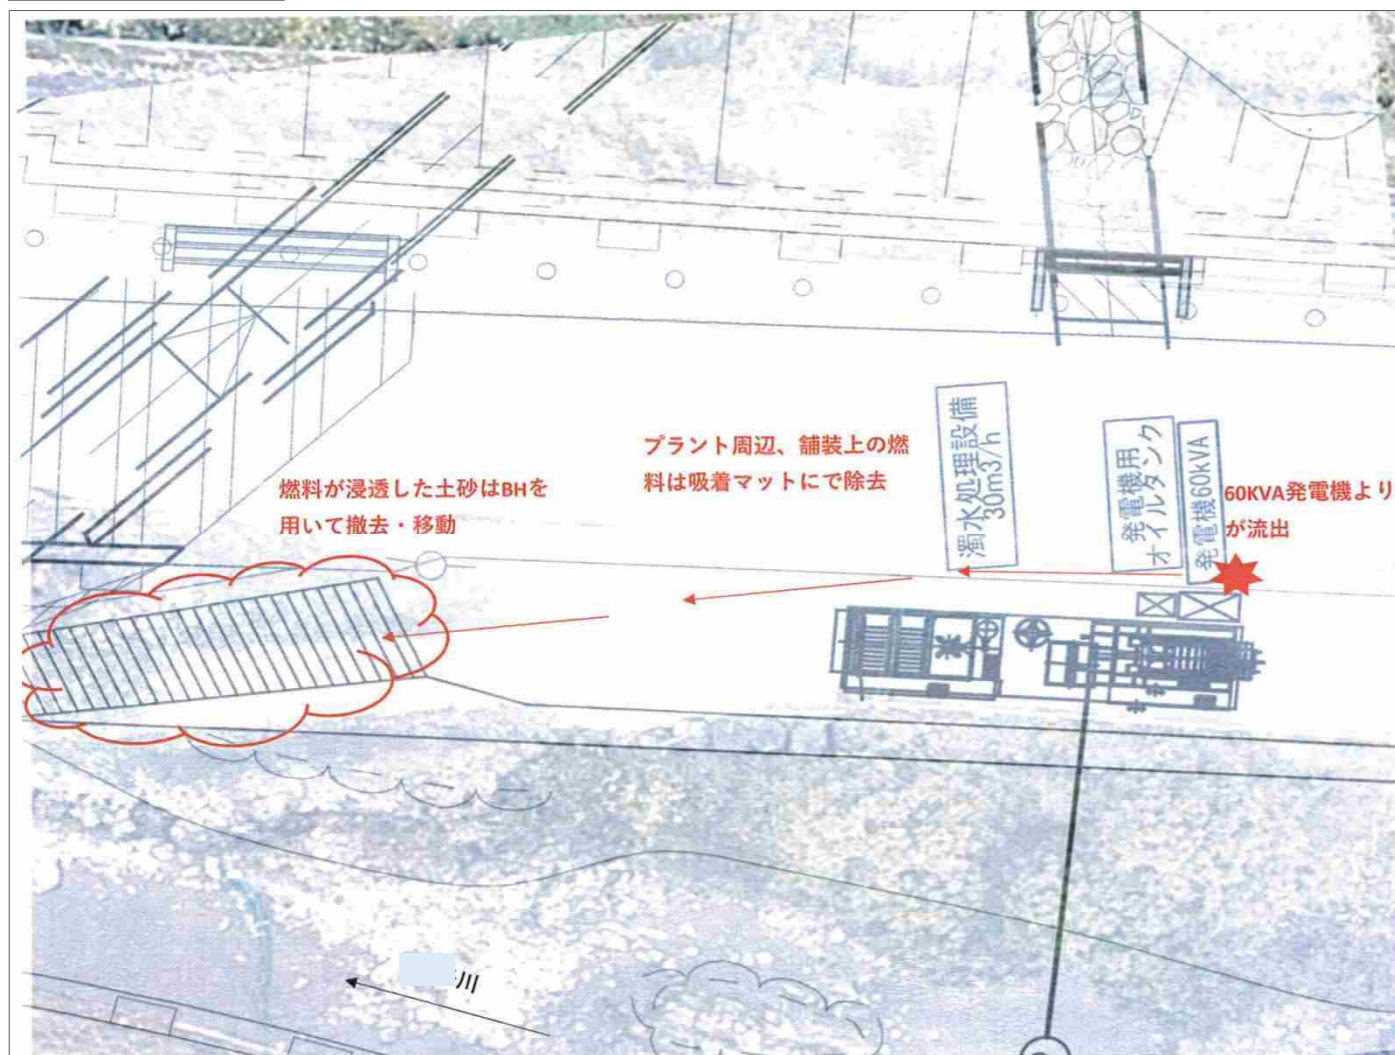 プラント周辺、舗装上の燃
料は吸着マットにで除去
燃料が浸透した土砂はBHを
用いて撤去・移動
濁水処理設備
30m3/h
発電機用
オイルタンク
発電機60kVA
60KVA発電機より
が流出
川